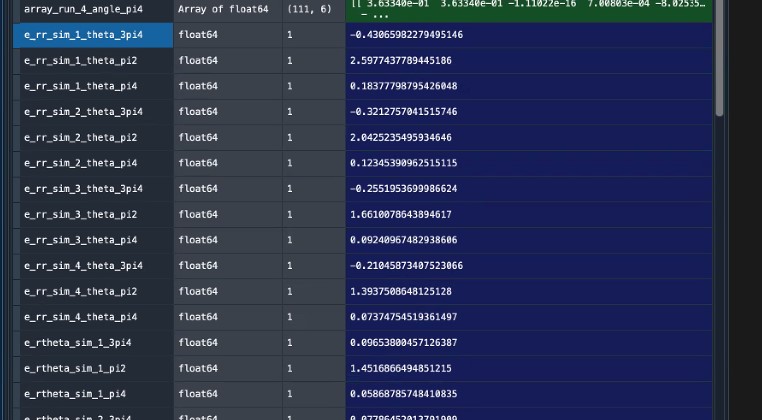 array_run_4_angle_pi4 Array of float64 (111, 6) [[ 3.63340e-01 3.63340e-01 -1.11022e-16 7.00803e-04 -8.02535…
- ...
e_rr_sim_1_theta_3pi4 float64 1 -0.43065982279495146
e_rr_sim_1_theta_pi2 float64 1 2.5977437789445186
e_rr_sim_1_theta_pi4 float64 1 0.18377798795426048
e_rr_sim_2_theta_3pi4 float64 1 -0.3212757041515746
e_rr_sim_2_theta_pi2 float64 1 2.0425235495934646
e_rr_sim_2_theta_pi4 float64 1 0.12345390962515115
e_rr_sim_3_theta_3pi4 float64 1 -0.2551953699986624
e_rr_sim_3_theta_pi2 float64 1 1.6610078643894617
e_rr_sim_3_theta_pi4 float64 1 0.09240967482938606
e_rr_sim_4_theta_3pi4 float64 1 -0.21045873407523066
e_rr_sim_4_theta_pi2 float64 1 1.3937508648125128
e_rr_sim_4_theta_pi4 float64 1 0.07374754519361497
e_rtheta_sim_1_3pi4 float64 1 0.09653800457126387
e_rtheta_sim_1_pi2 float64 1 1.4516866494851215
e_rtheta_sim_1_pi4 float64 1 0.05868785748410835
e_rtheta_sim_2_3pi4 float64 1